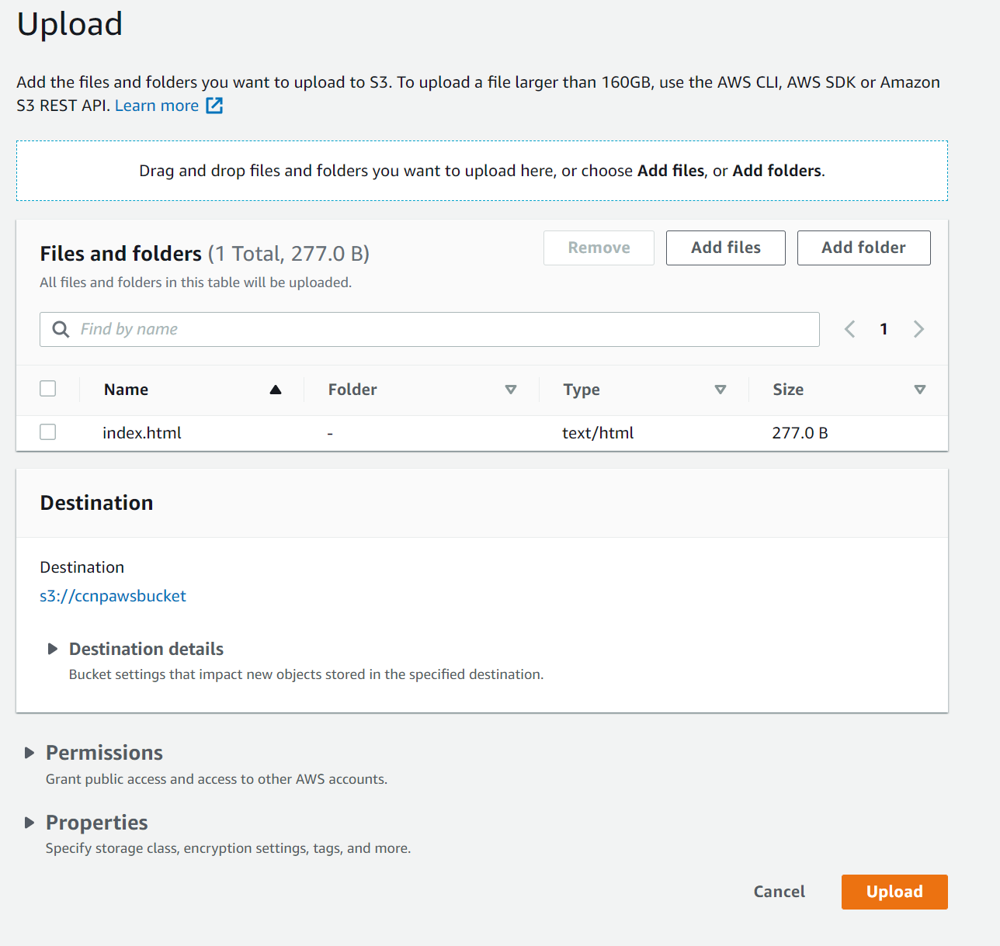 Upload
Add the files and folders you want to upload to S3. To upload a file larger than 160GB, use the AWS CLI, AWS SDK or Amazon
S3 REST API. Learn more
Drag and drop files and folders you want to upload here, or choose Add files, or Add folders.
Files and folders (1 Total, 277.0 B)
Remove
Add files
Add folder
All files and folders in this table will be uploaded.
Find by name
1
Name
Folder
Type
Size
index.html
-
text/html
277.0 B
Destination
Destination
s3://ccnpawsbucket
Destination details
Bucket settings that impact new objects stored in the specified destination.
Permissions
Grant public access and access to other AWS accounts.
Properties
Specify storage class, encryption settings, tags, and more.
Cancel
Upload